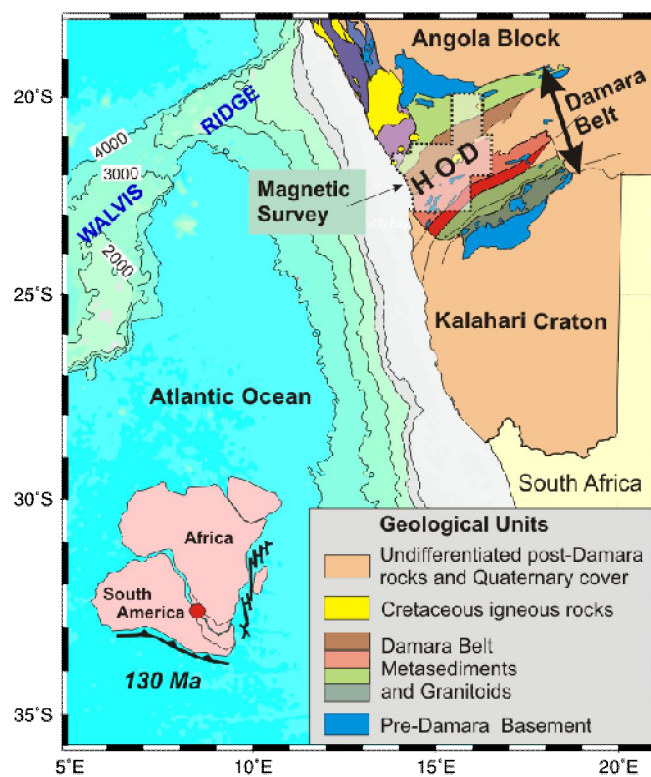 Angola Block
20°S
Damara
Belt
RIDGE
4000
3000
WALVIS
2000
H O D
Magnetic
Survey
25°S
Kalahari Craton
Atlantic Ocean
30°S
South Africa
Africa
South
America
130 Ma
35°S
Geological Units
Undifferentiated post-Damara
rocks and Quaternary cover
Cretaceous igneous rocks
Damara Belt
Metasediments
and Granitoids
Pre-Damara Basement
5°E
10°E
15°E
20°E